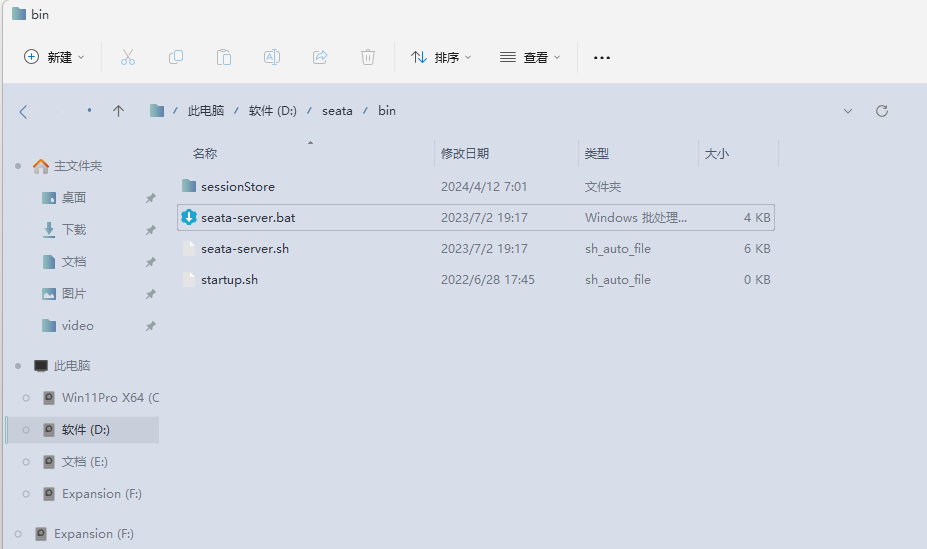 bin
新建
排序
查看
此电脑 / 软件 (D:) / seata / bin
名称 修改日期 类型 大小
sessionStore 2024/4/12 7:01 文件夹
seata-server.bat 2023/7/2 19:17 Windows 批处理... 4 KB
seata-server.sh 2023/7/2 19:17 sh_auto_file 6 KB
startup.sh 2022/6/28 17:45 sh_auto_file 0 KB
主文件夹
桌面
下载
文档
图片
video
此电脑
Win11Pro X64 (C
软件 (D:)
文档 (E:)
Expansion (F:)
Expansion (F:)